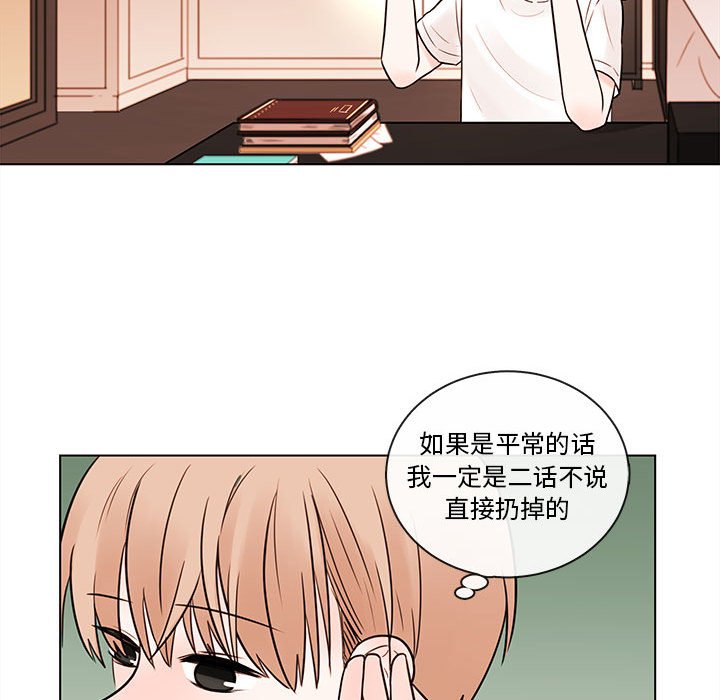 如果是平常的话
我一定是二话不说
直接扔掉的